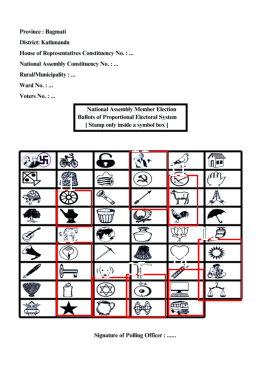 Province : Bagmati
District: Kathmandu
House of Representatives Constituency No. : ...
National Assembly Constituency No. : ...
Rural/Municipality : ...
Ward No. : ...
Voters No. : ...
National Assembly Member Election
Ballots of Proportional Electoral System
[ Stamp only inside a symbol box ]
Signature of Polling Officer : ......